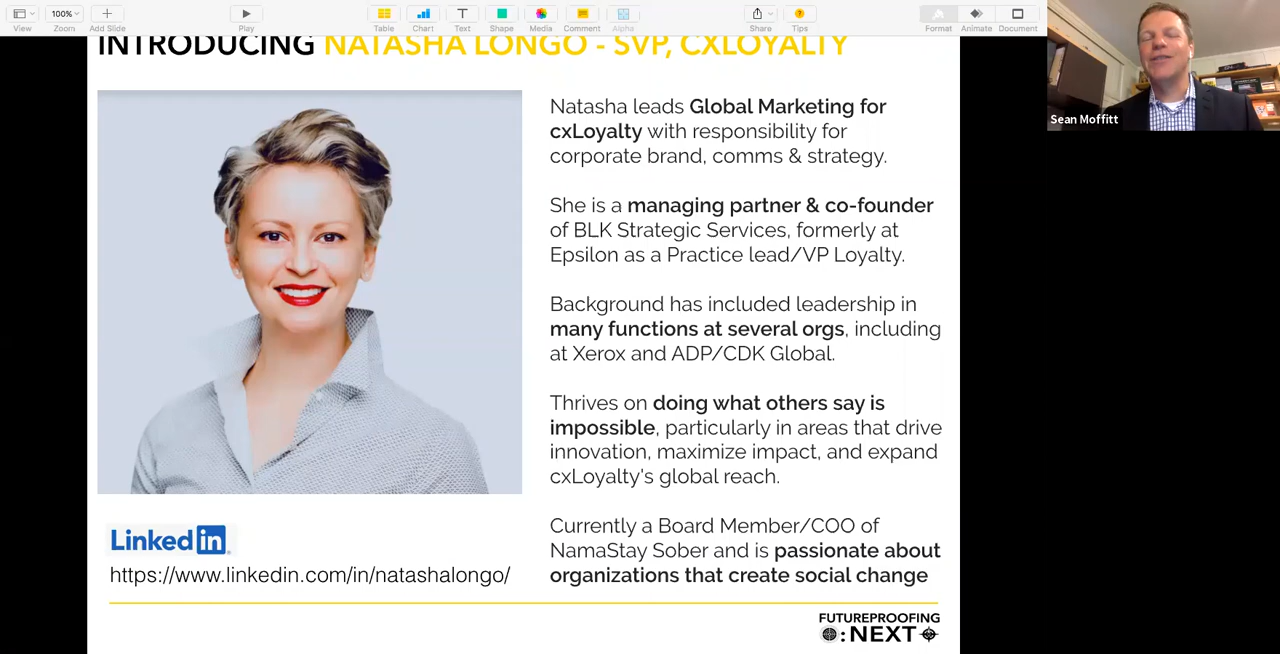 View
100%
Zoom
Add Slide
Play
Table
Chart
Text
Shape
Media
Comment
Alpha
Share
Tips
Format
Animate
Document
INTRODUCING NATASHA LONGO - SVP, CXLOYALTY
Natasha leads Global Marketing for
cxLoyalty with responsibility for
corporate brand, comms & strategy.
She is a managing partner & co-founder
of BLK Strategic Services, formerly at
Epsilon as a Practice lead/VP Loyalty.
Background has included leadership in
many functions at several orgs, including
at Xerox and ADP/CDK Global.
Thrives on doing what others say is
impossible, particularly in areas that drive
innovation, maximize impact, and expand
cxLoyalty's global reach.
Currently a Board Member/COO of
NamaStay Sober and is passionate about
organizations that create social change
Linked in
https://www.linkedin.com/in/natashalongo/
FUTUREPROOFING
:NEXT
Sean Moffitt